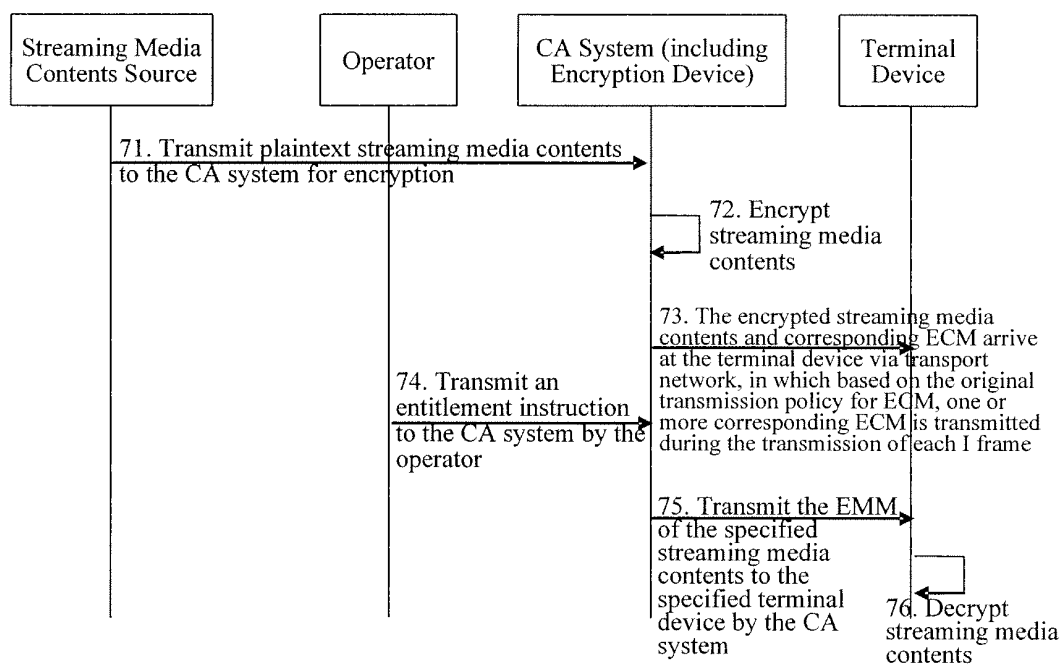 Streaming Media
Contents Source
Operator
CA System (including
Encryption Device)
Terminal
Device
71. Transmit plaintext streaming media contents
to the CA system for encryption
72. Encrypt
streaming media
contents
73. The encrypted streaming media
contents and corresponding ECM arrive
at the terminal device via transport
network, in which based on the original
transmission policy for ECM, one or
more corresponding ECM is transmitted
during the transmission of each I frame
74. Transmit an
entitlement instruction
to the CA system by the
operator
75. Transmit the EMM
of the specified
streaming media
contents to the
specified terminal
device by the CA
system
76. Decrypt
streaming media
contents